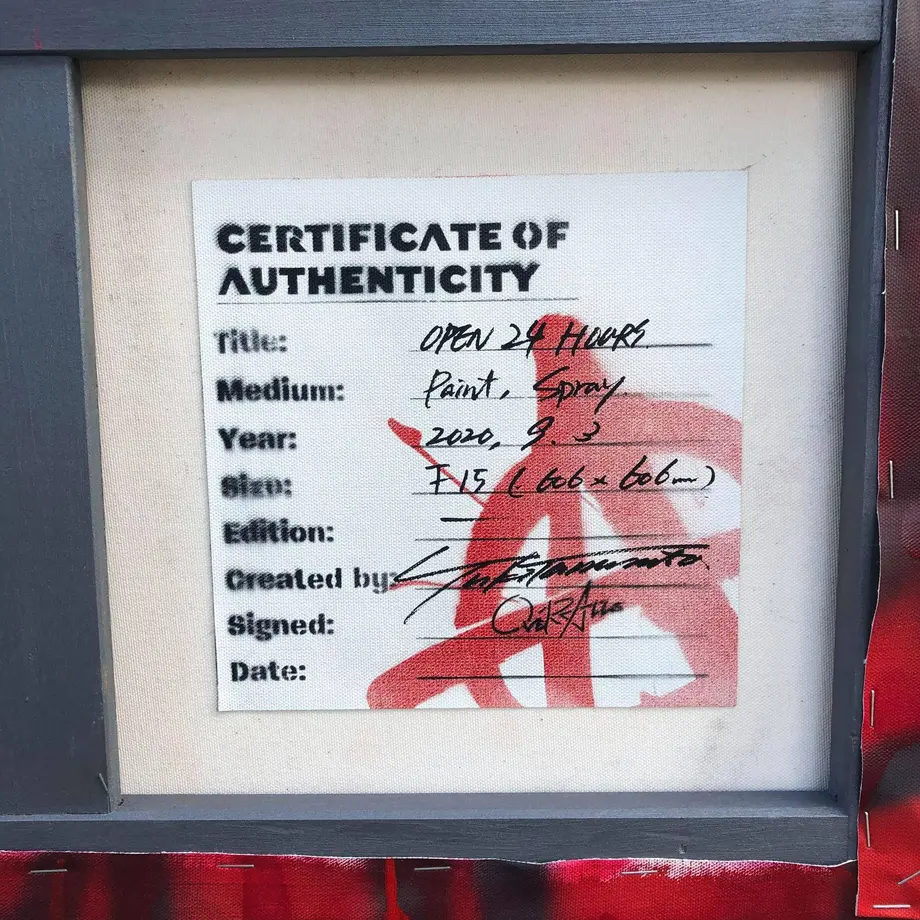 CERTIFICATE OF
AUTHENTICITY
Title: OPEN 24 HOURS
Medium: Paint, Spray.
Year: 2020, 9. 3
Size: F15 (606 × 606mm)
Edition: —
Created by:
Signed:
Date: